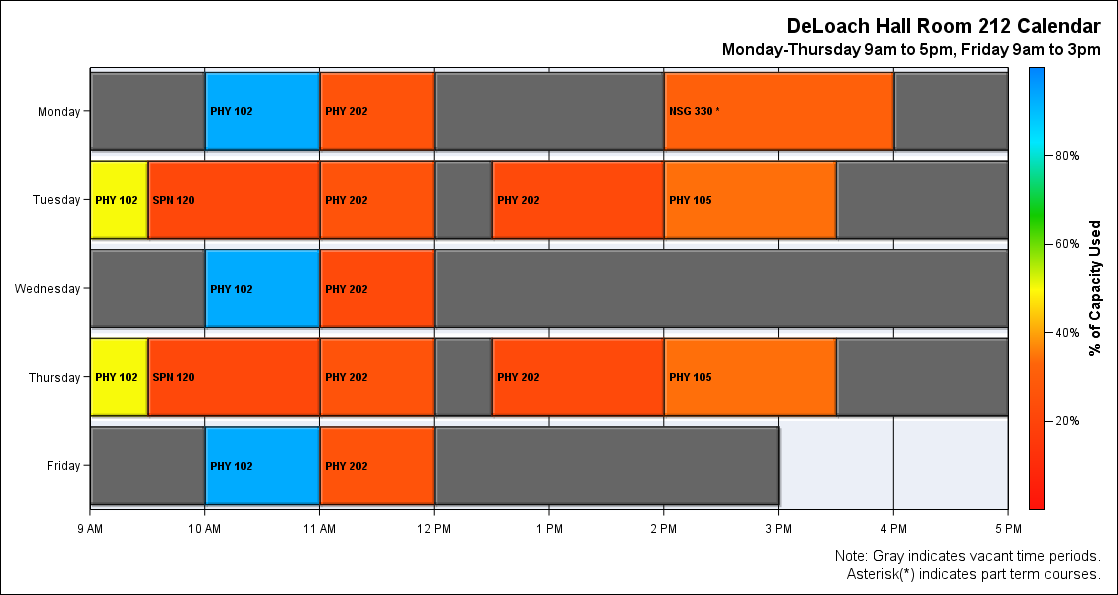 DeLoach Hall Room 212 Calendar
Monday-Thursday 9am to 5pm, Friday 9am to 3pm
Monday
PHY 102
PHY 202
NSG 330 *
Tuesday
PHY 102
SPN 120
PHY 202
PHY 202
PHY 105
Wednesday
PHY 102
PHY 202
Thursday
PHY 102
SPN 120
PHY 202
PHY 202
PHY 105
Friday
PHY 102
PHY 202
9 AM
10 AM
11 AM
12 PM
1 PM
2 PM
3 PM
4 PM
5 PM
80%
60%
40%
20%
% of Capacity Used
Note: Gray indicates vacant time periods.
Asterisk(*) indicates part term courses.